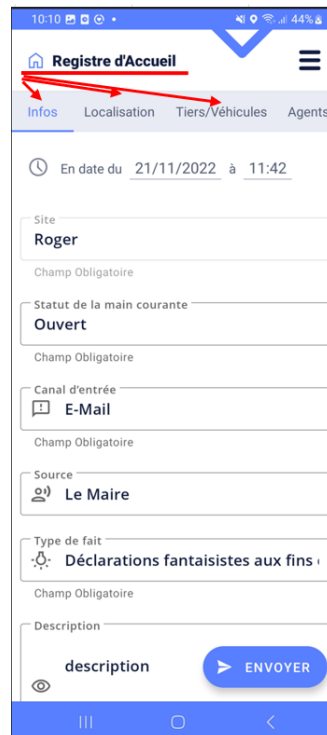 10:10 44%
Registre d'Accueil
Infos Localisation Tiers/Véhicules Agents
En date du 21/11/2022 à 11:42
Site
Roger
Champ Obligatoire
Statut de la main courante
Ouvert
Champ Obligatoire
Canal d'entrée
E-Mail
Champ Obligatoire
Source
Le Maire
Type de fait
Déclarations fantaisistes aux fins
Champ Obligatoire
Description
description
ENVOYER